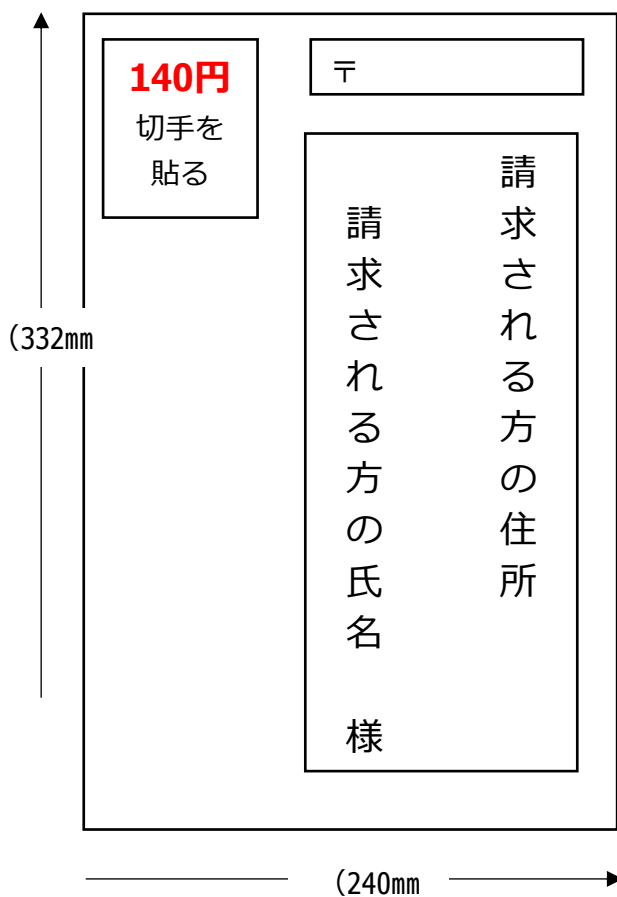 140円
切手を
貼る
〒
請求される方の住所
請求される方の氏名　様
(332mm
(240mm